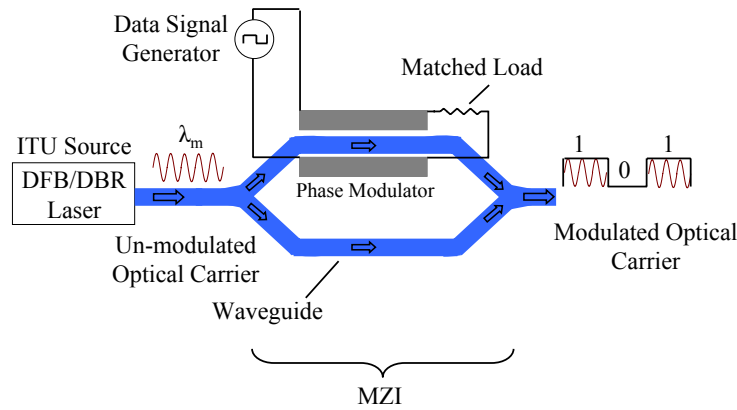 Data Signal
Generator
Matched Load
ITU Source
λm
DFB/DBR
Laser
Phase Modulator
1
0
1
Un-modulated
Optical Carrier
Modulated Optical
Carrier
Waveguide
MZI